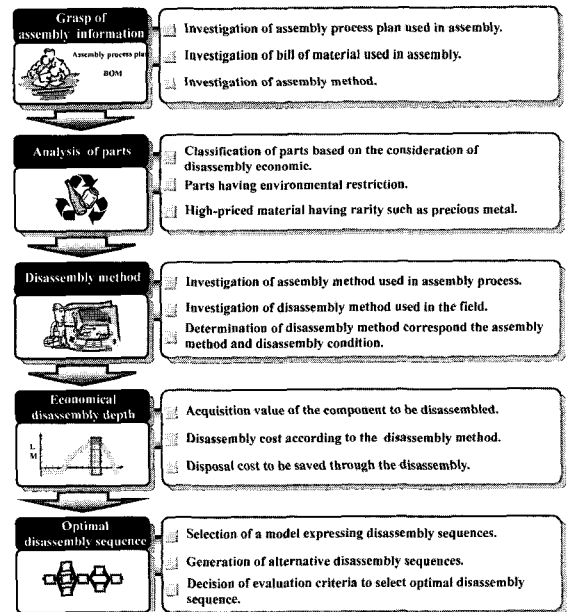 Grasp of
assembly information
Assembly process plan
BOM
Investigation of assembly process plan used in assembly.
Investigation of bill of material used in assembly.
Investigation of assembly method.
Analysis of parts
Classification of parts based on the consideration of
disassembly economic.
Parts having environmental restriction.
High-priced material having rarity such as precious metal.
Disassembly method
Investigation of assembly method used in assembly process.
Investigation of disassembly method used in the field.
Determination of disassembly method correspond the assembly
method and disassembly condition.
Economical
disassembly depth
L
M
Acquisition value of the component to be disassembled.
Disassembly cost according to the disassembly method.
Disposal cost to be saved through the disassembly.
Optimal
disassembly sequence
Selection of a model expressing disassembly sequences.
Generation of alternative disassembly sequences.
Decision of evaluation criteria to select optimal disassembly
sequence.